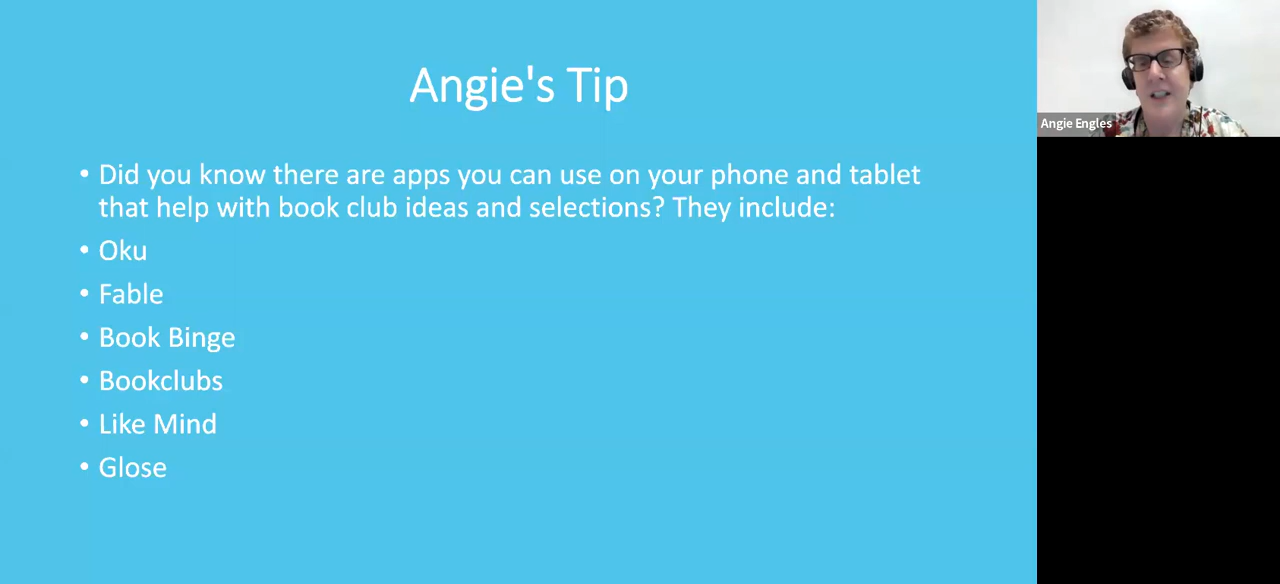 Angie's Tip
• Did you know there are apps you can use on your phone and tablet
that help with book club ideas and selections? They include:
• Oku
• Fable
• Book Binge
• Bookclubs
• Like Mind
• Glose
Angie Engles